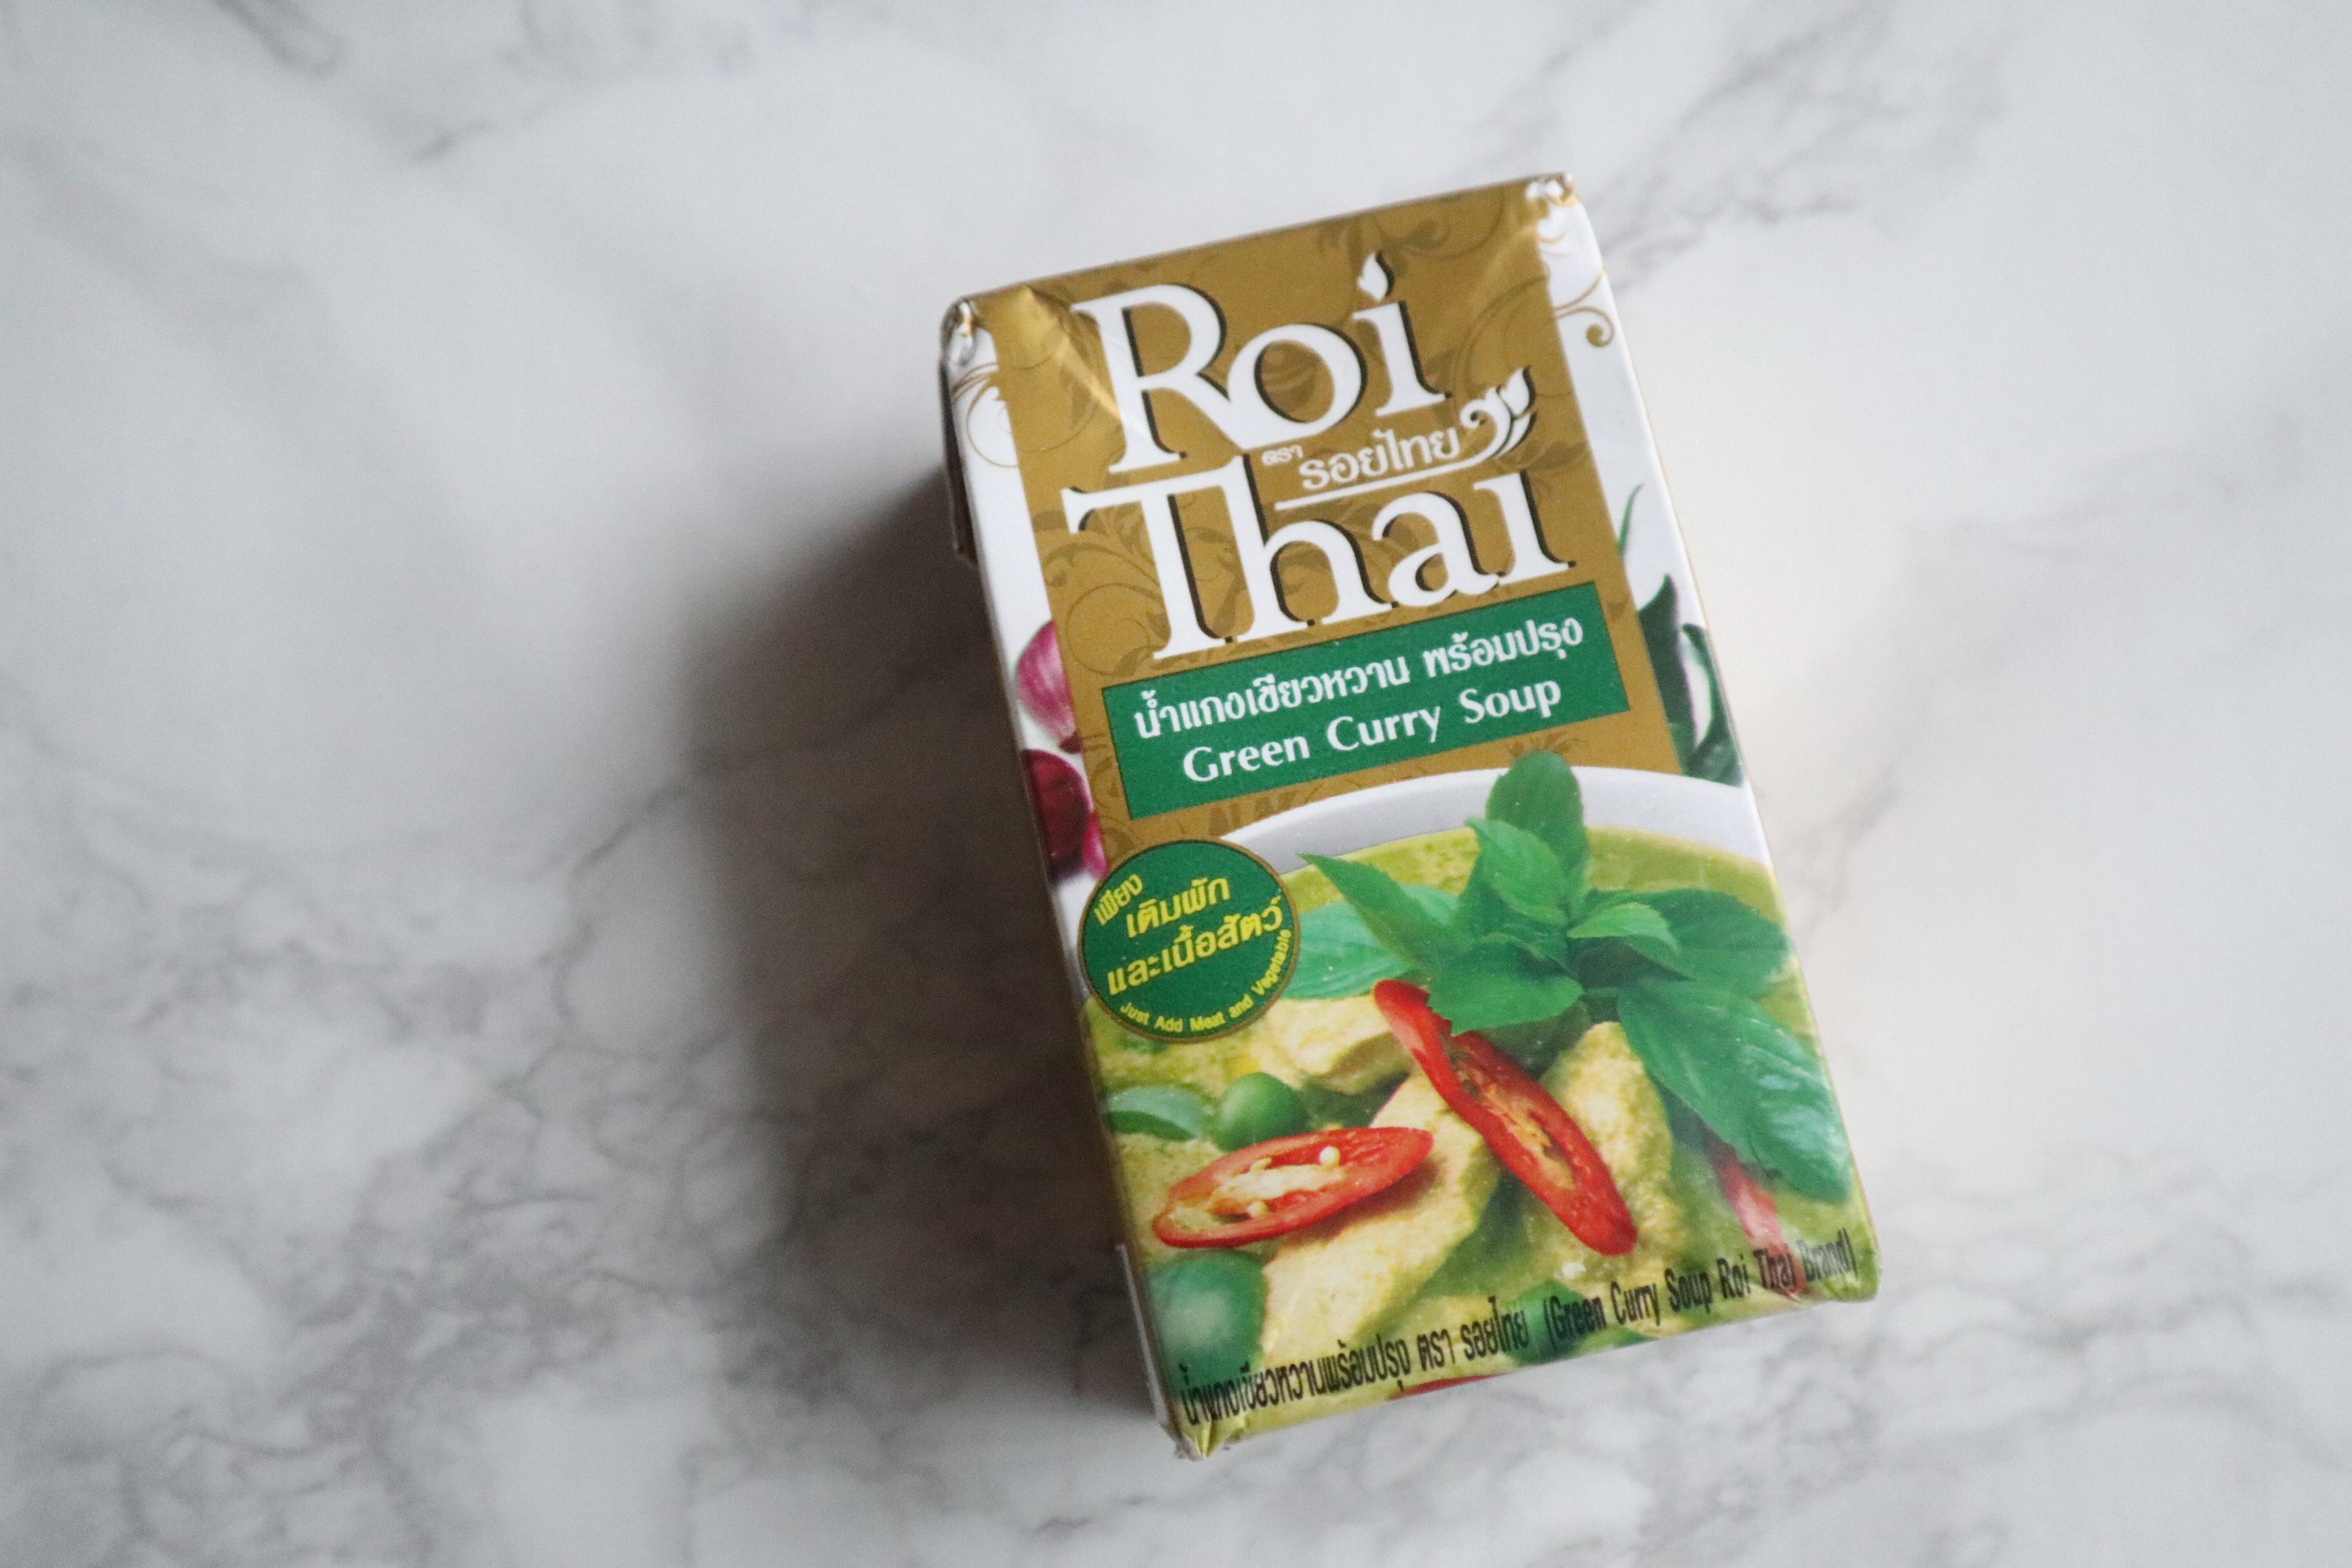 Roi
ตรา รอยไทย
Thai
น้ำแกงเขียวหวาน พร้อมปรุง
Green Curry Soup
เพียง
เติมผัก
และเนื้อสัตว์
Just Add Meat and Vegetable
น้ำแกงเขียวหวานพร้อมปรุง ตรา รอยไทย (Green Curry Soup Roi Thai Brand)